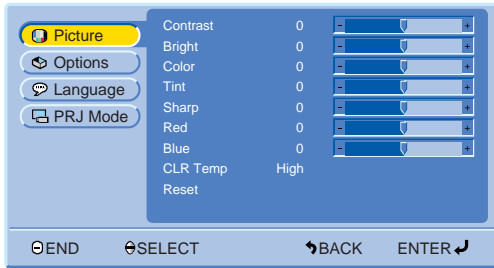 Picture
Options
Language
PRJ Mode
Contrast 0 - +
Bright 0 - +
Color 0 - +
Tint 0 - +
Sharp 0 - +
Red 0 - +
Blue 0 - +
CLR Temp High
Reset
END SELECT BACK ENTER